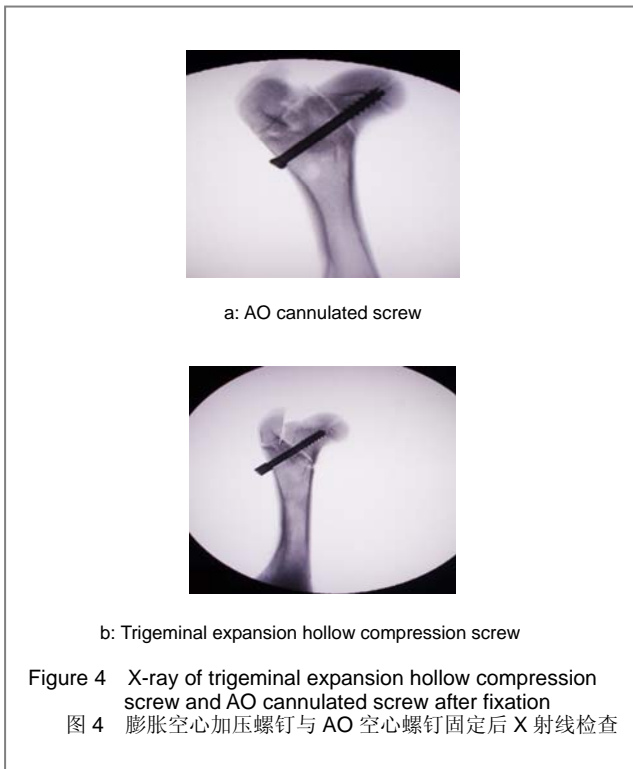 a: AO cannulated screw
b: Trigeminal expansion hollow compression screw
Figure 4 X-ray of trigeminal expansion hollow compression
screw and AO cannulated screw after fixation
图 4 膨胀空心加压螺钉与 AO 空心螺钉固定后 X 射线检查